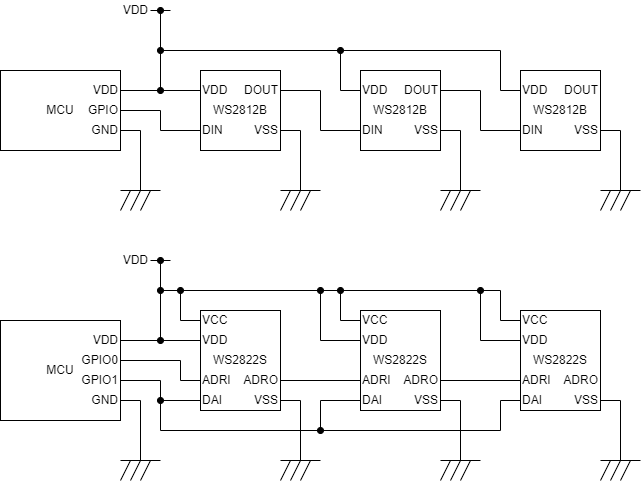 VDD
VDD VDD DOUT VDD DOUT VDD DOUT
MCU GPIO WS2812B WS2812B WS2812B
GND DIN VSS DIN VSS DIN VSS
VDD
VCC VCC VCC
VDD VDD VDD VDD
MCU GPIO0 WS2822S WS2822S WS2822S
GPIO1 ADRI ADRO ADRI ADRO ADRI ADRO
GND DAI VSS DAI VSS DAI VSS